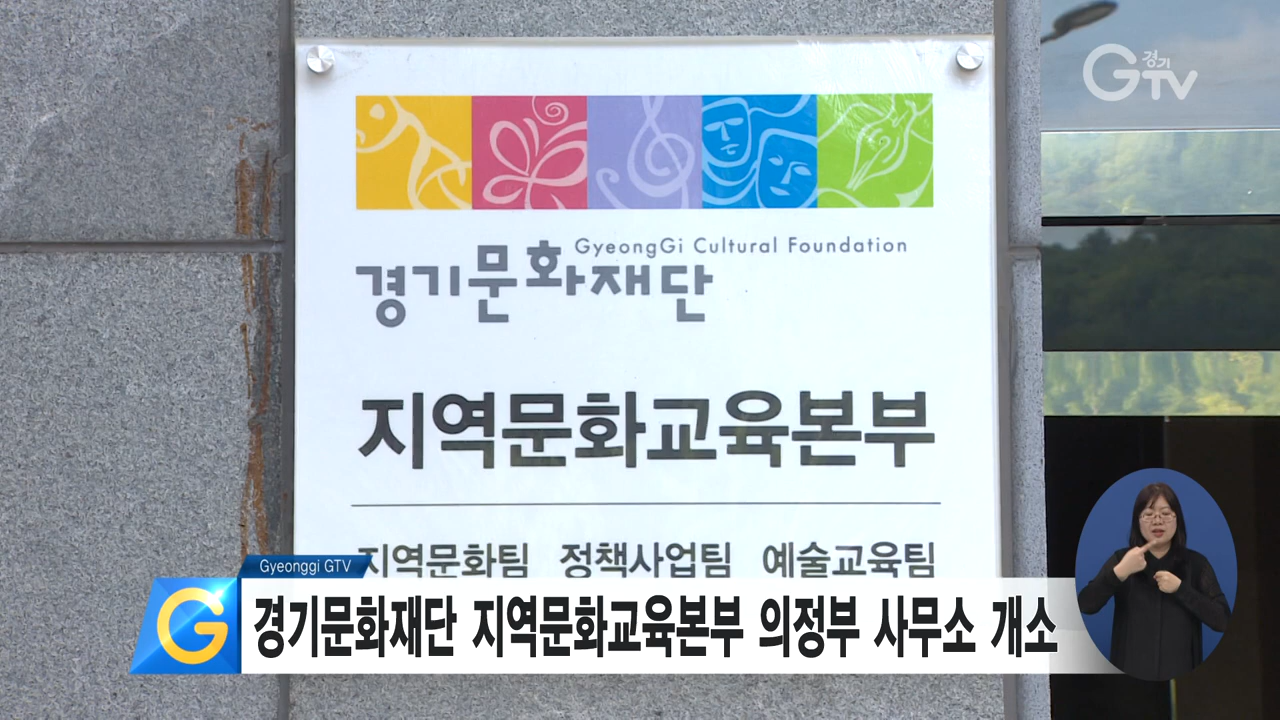 경기
GTV
GyeongGi Cultural Foundation
경기문화재단
지역문화교육본부
지역문화팀 정책사업팀 예술교육팀
Gyeonggi GTV
G 경기문화재단 지역문화교육본부 의정부 사무소 개소